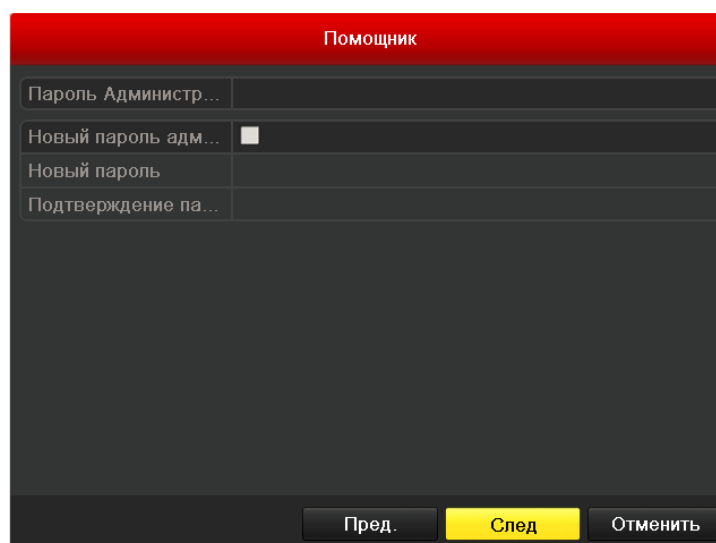 Помощник
Пароль Администр...
Новый пароль адм...
Новый пароль
Подтверждение па...
Пред.
След
Отменить